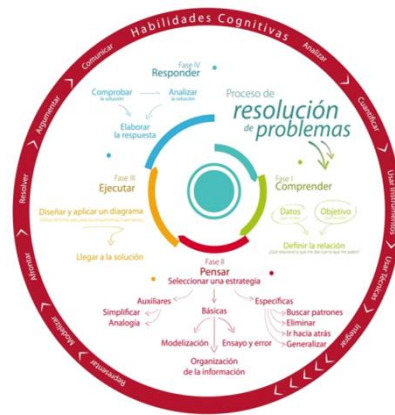 Habilidades Cognitivas
Analizar
Cuantificar
Usar Instrumentos
Usar Técnicas
Integrar
Representar
Modelizar
Afrontar
Resolver
Argumentar
Comunicar
Proceso de
resolución
de problemas
Fase I
Comprender
Datos
Objetivo
Definir la relación
Fase II
Pensar
Seleccionar una estrategia
Auxiliares
Simplificar
Analogía
Básicas
Modelización
Ensayo y error
Organización
de la información
Específicas
Buscar patrones
Eliminar
Ir hacia atrás
Generalizar
Fase III
Ejecutar
Diseñar y aplicar un diagrama
Llegar a la solución
Fase IV
Responder
Comprobar
la solución
Analizar
la solución
Elaborar
la respuesta